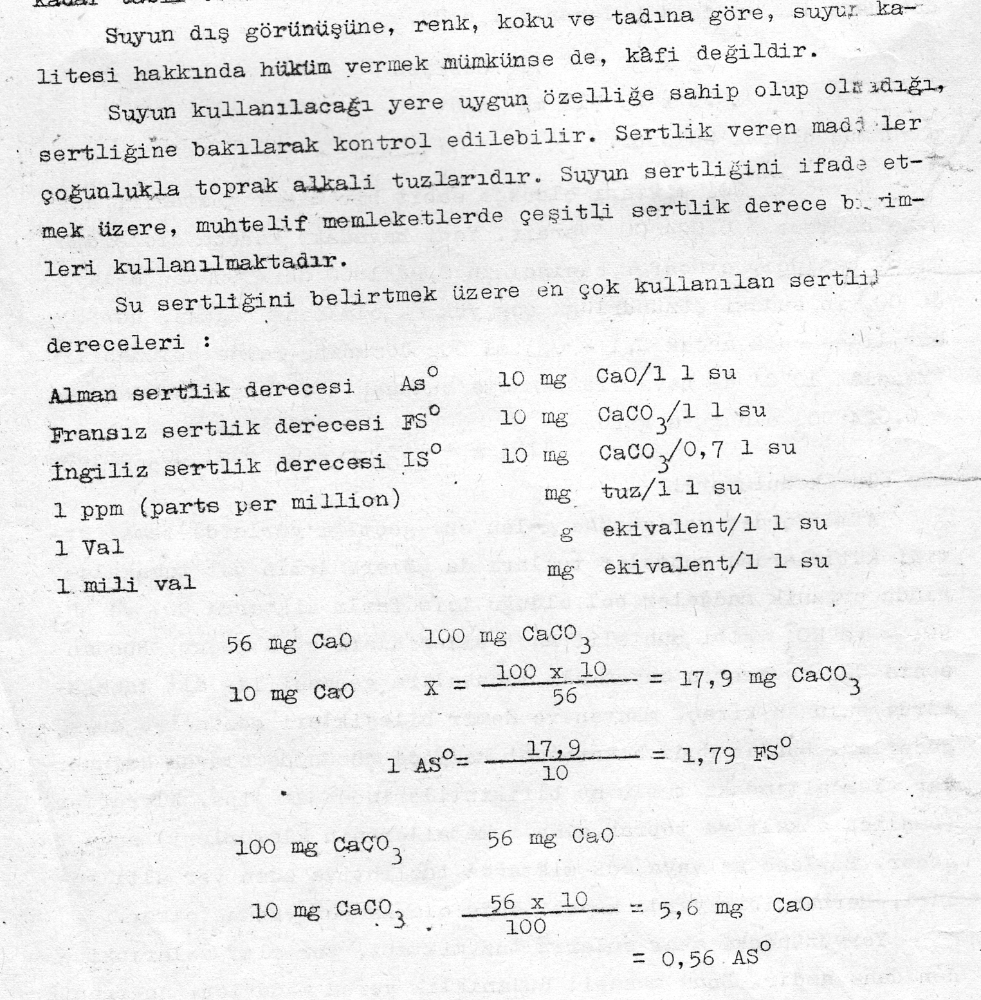 Suyun dış görünüşüne, renk, koku ve tadına göre, suyun ka-
litesi hakkında hüküm vermek mümkünse de, kâfi değildir.
Suyun kullanılacağı yere uygun özelliğe sahip olup olmadığı,
sertliğine bakılarak kontrol edilebilir. Sertlik veren maddeler
çoğunlukla toprak alkali tuzlarıdır. Suyun sertliğini ifade et-
mek üzere, muhtelif memleketlerde çeşitli sertlik derece birim-
leri kullanılmaktadır.
Su sertliğini belirtmek üzere en çok kullanılan sertlik
dereceleri :
Alman sertlik derecesi As° 10 mg CaO/1 l su
Fransız sertlik derecesi FS° 10 mg CaCO₃/1 l su
İngiliz sertlik derecesi IS° 10 mg CaCO₃/0,7 l su
1 ppm (parts per million) mg tuz/1 l su
1 Val g ekivalent/1 l su
1 mili val mg ekivalent/1 l su
56 mg CaO 100 mg CaCO₃
10 mg CaO X = 100 x 10 / 56 = 17,9 mg CaCO₃
1 AS°= 17,9 / 10 = 1,79 FS°
100 mg CaCO₃ 56 mg CaO
10 mg CaCO₃ 56 x 10 / 100 = 5,6 mg CaO
= 0,56 AS°